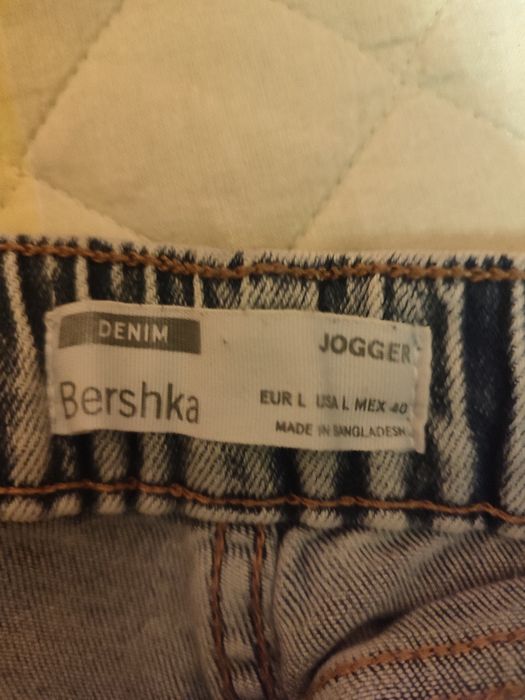 DENIM
JOGGER
Bershka
EUR L USA L MEX 40
MADE IN BANGLADESH